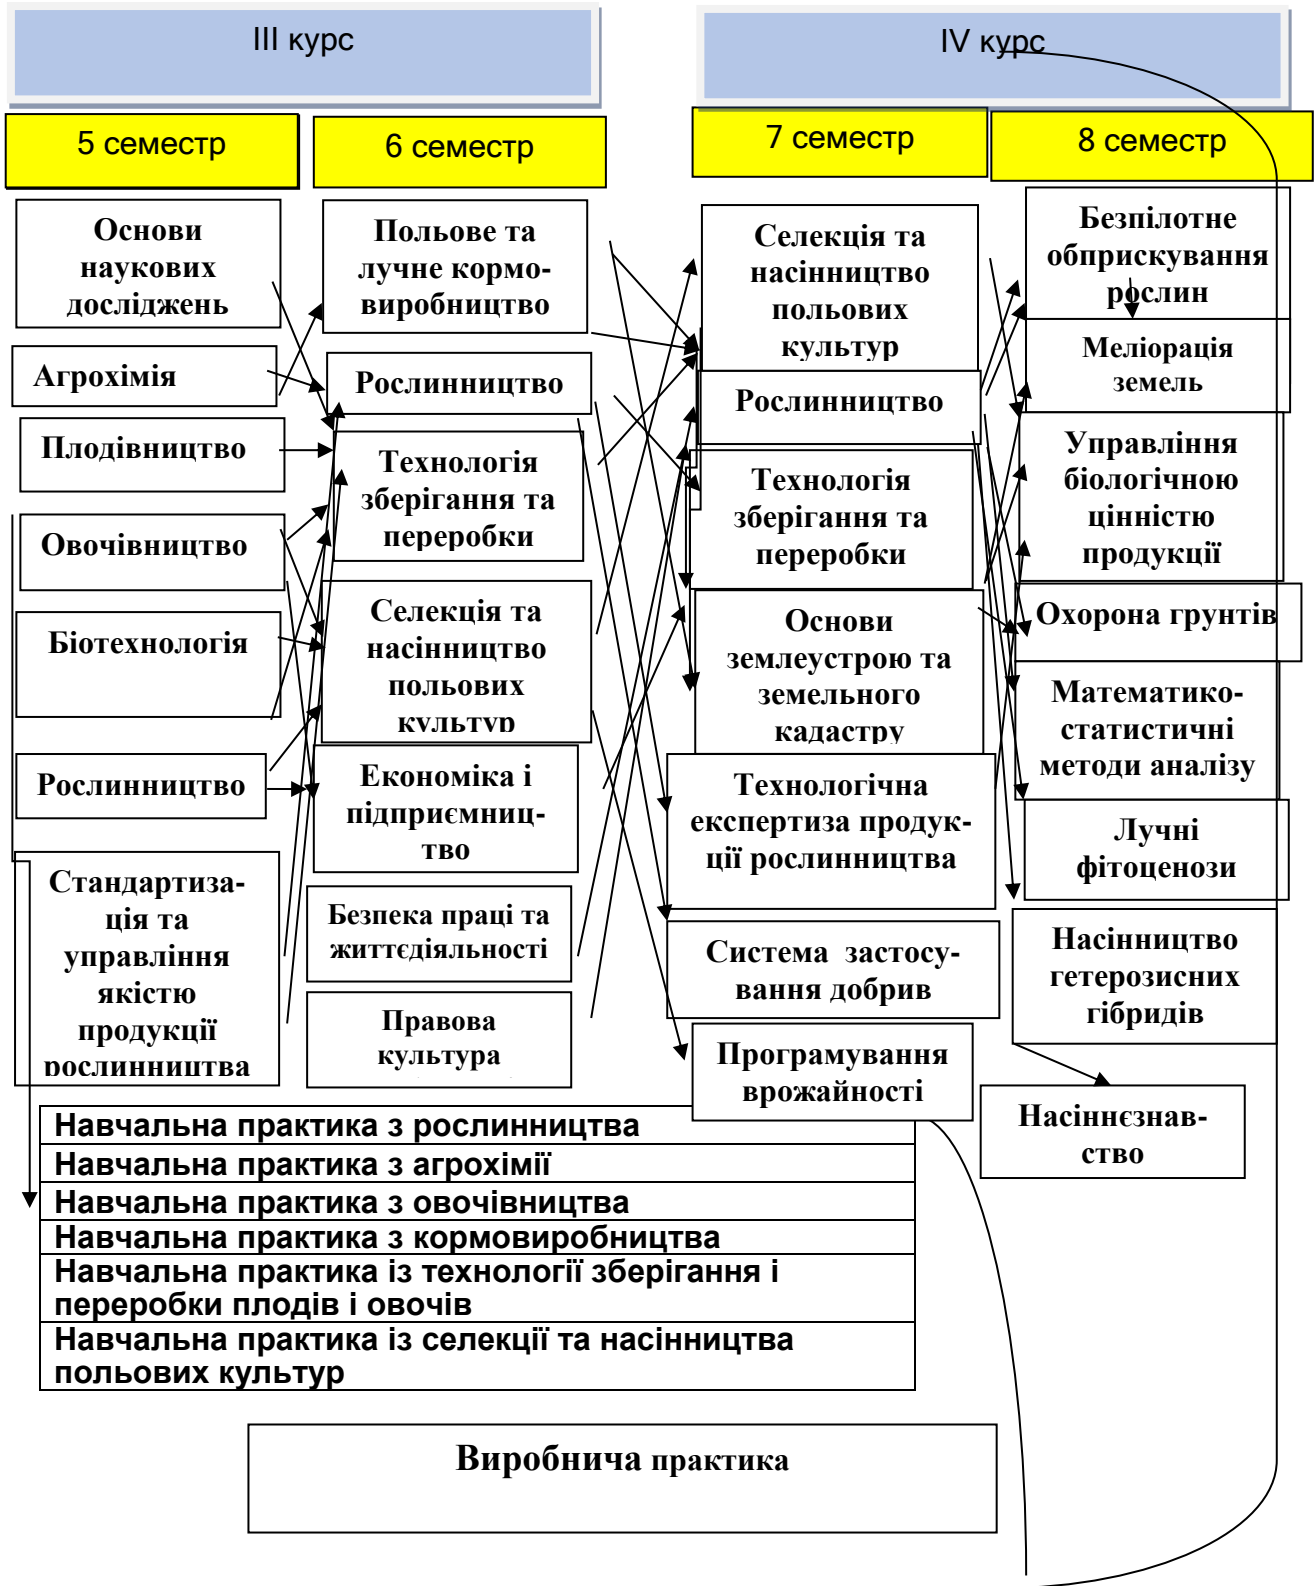 III курс
IV курс
5 семестр
6 семестр
7 семестр
8 семестр
Основи
наукових
досліджень
Агрохімія
Плодівництво
Овочівництво
Біотехнологія
Рослинництво
Стандартиза-
ція та
управління
якістю
продукції
рослинництва
Польове та
лучне кормо-
виробництво
Рослинництво
Технологія
зберігання та
переробки
Селекція та
насінництво
польових
культур
Економіка і
підприємниц-
тво
Безпека праці та
життєдіяльності
Правова
культура
Селекція та
насінництво
польових
культур
Рослинництво
Технологія
зберігання та
переробки
Основи
землеустрою та
земельного
кадастру
Технологічна
експертиза продук-
ції рослинництва
Система застосу-
вання добрив
Програмування
врожайності
Безпілотне
обприскування
рослин
Меліорація
земель
Управління
біологічною
цінністю
продукції
Охорона грунтів
Математико-
статистичні
методи аналізу
Лучні
фітоценози
Насінництво
гетерозисних
гібридів
Насіннєзнав-
ство
Навчальна практика з рослинництва
Навчальна практика з агрохімії
Навчальна практика з овочівництва
Навчальна практика з кормовиробництва
Навчальна практика із технології зберігання і
переробки плодів і овочів
Навчальна практика із селекції та насінництва
польових культур
Виробнича практика